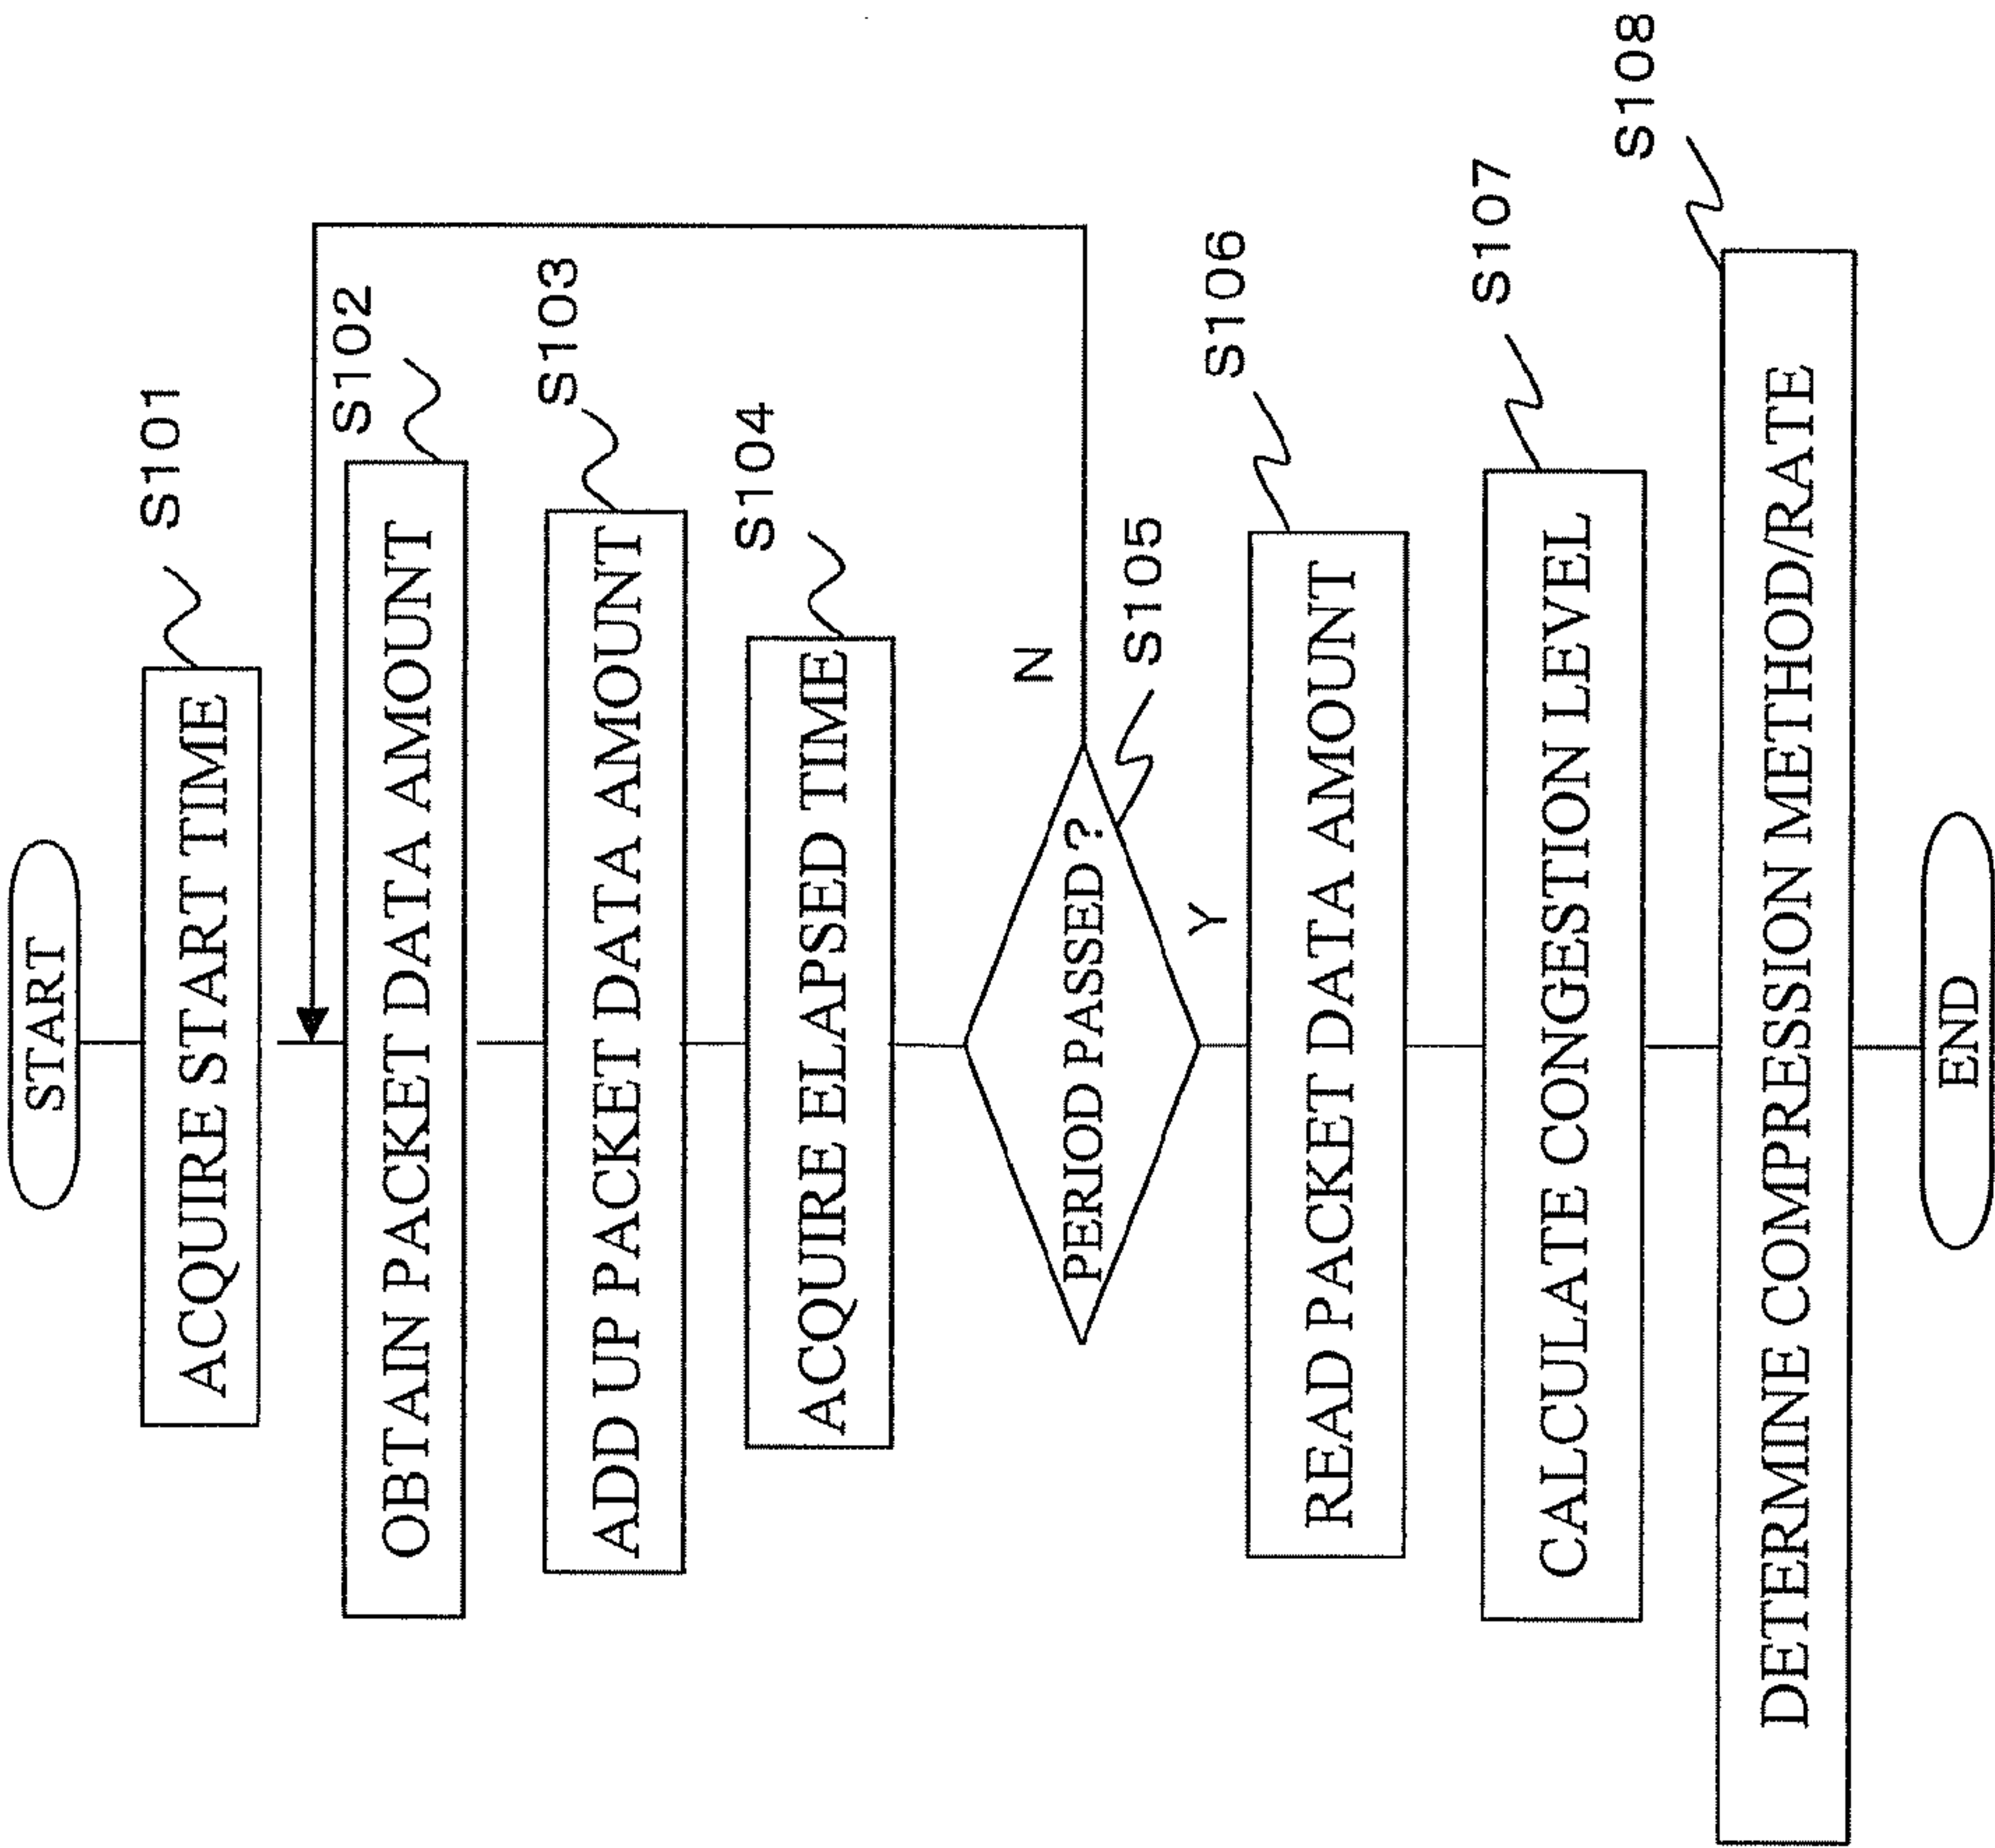 START
ACQUIRE START TIME
S101
OBTAIN PACKET DATA AMOUNT
S102
ADD UP PACKET DATA AMOUNT
S103
ACQUIRE ELAPSED TIME
S104
PERIOD PASSED?
S105
N
Y
READ PACKET DATA AMOUNT
S106
CALCULATE CONGESTION LEVEL
S107
DETERMINE COMPRESSION METHOD/RATE
S108
END